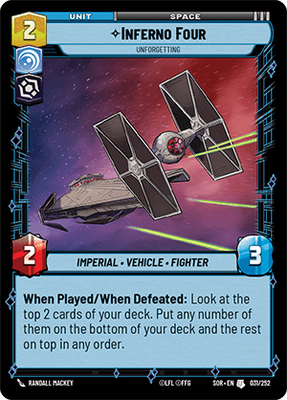 UNIT SPACE
2
✧INFERNO FOUR
UNFORGETTING
2
3
IMPERIAL • VEHICLE • FIGHTER
When Played/When Defeated: Look at the
top 2 cards of your deck. Put any number of
them on the bottom of your deck and the rest
on top in any order.
RANDALL MACKEY ©LFL ©FFG SOR • EN 031/252